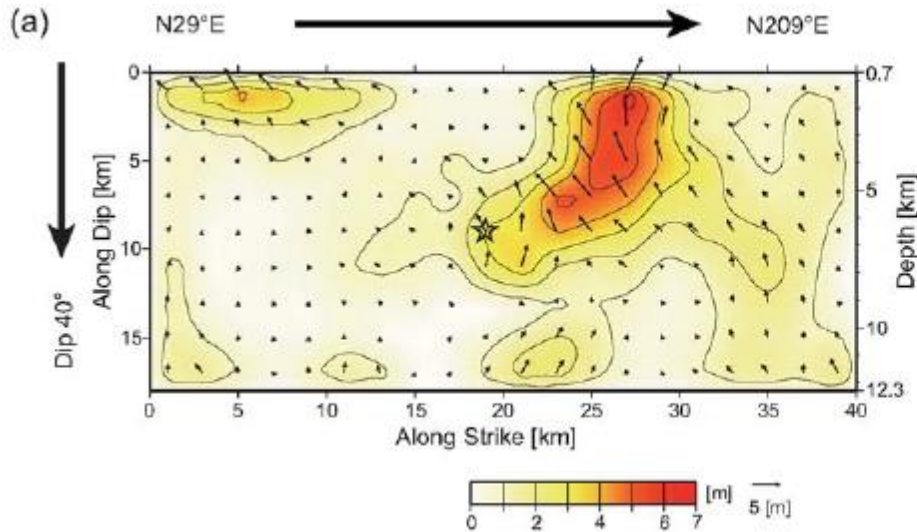 (a)
N29°E N209°E
0 0.7
5 5
10 10
15 12.3
Along Dip [km]
Dip 40°
Depth [km]
0 5 10 15 20 25 30 35 40
Along Strike [km]
[m] 5 [m]
0 2 4 6 7